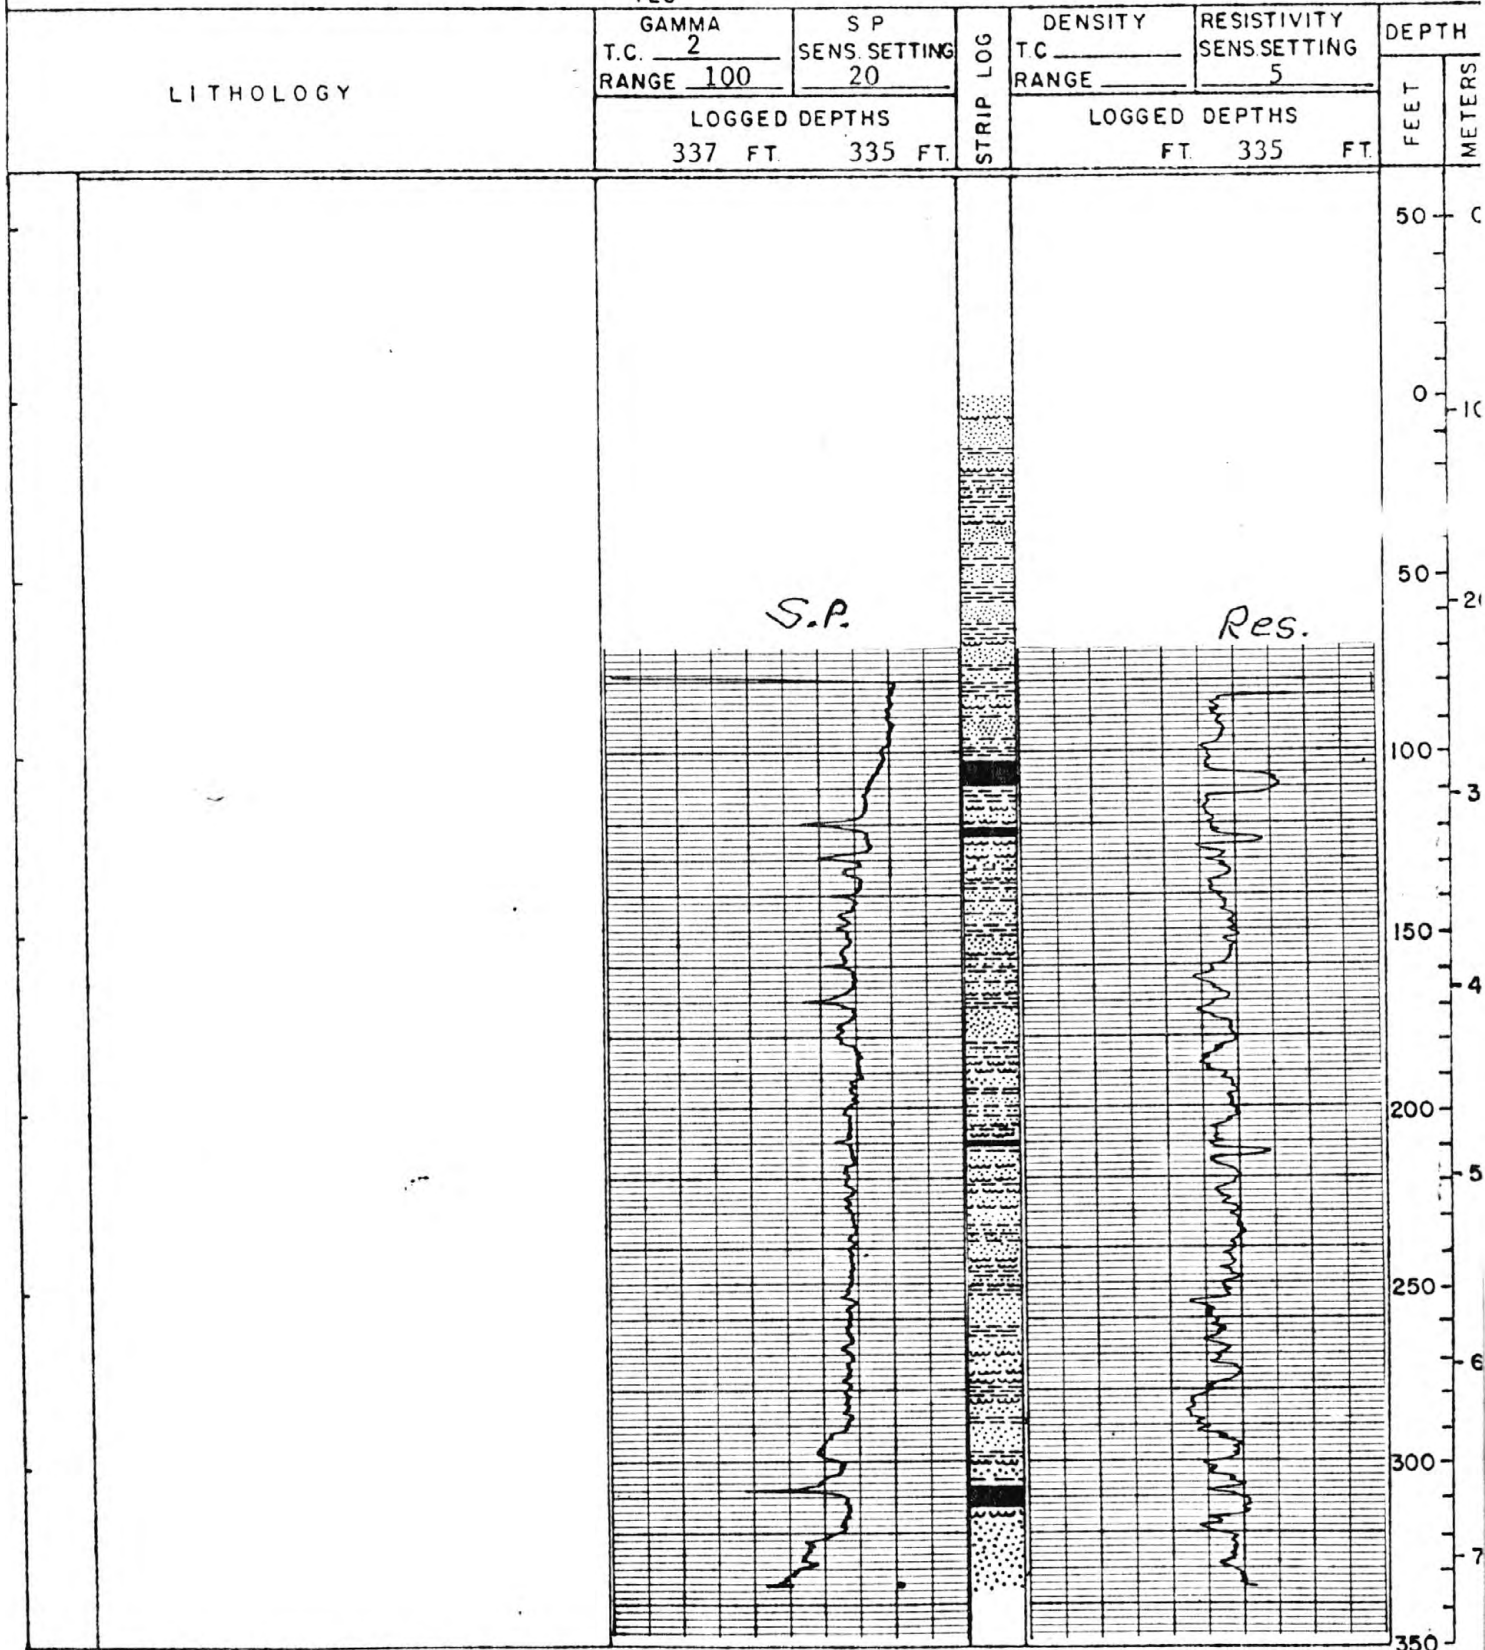 LITHOLOGY
GAMMA
T.C. 2
RANGE 100
S P
SENS. SETTING
20
LOGGED DEPTHS
337 FT. 335 FT.
STRIP LOG
DENSITY
T.C
RANGE
RESISTIVITY
SENS. SETTING
5
LOGGED DEPTHS
FT. 335 FT.
DEPTH
FEET
METERS
50
0
50
100
150
200
250
300
350
S.P.
Res.